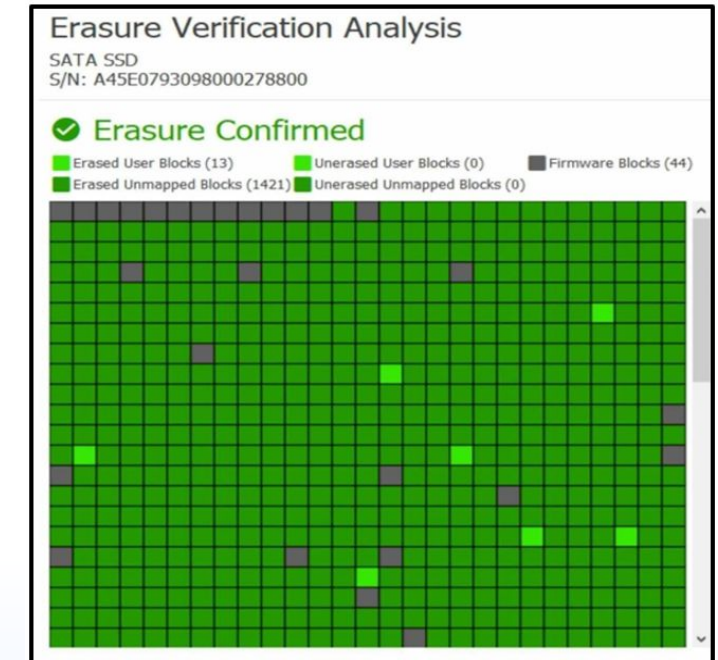 Erasure Verification Analysis
SATA SSD
S/N: A45E0793098000278800
Erasure Confirmed
Erased User Blocks (13) Unerased User Blocks (0) Firmware Blocks (44)
Erased Unmapped Blocks (1421) Unerased Unmapped Blocks (0)